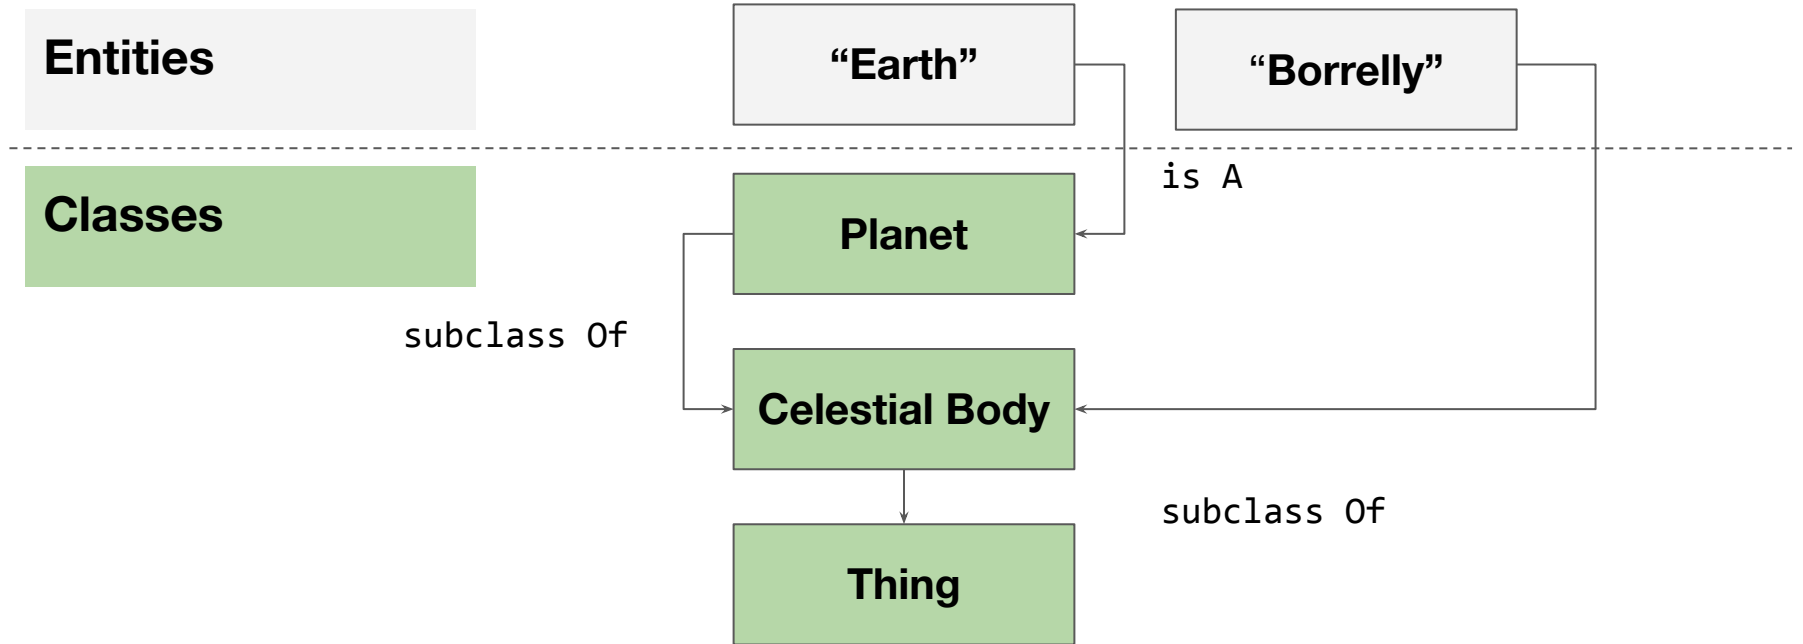 Entities
“Earth”
“Borrelly”
is A
Classes
Planet
subclass Of
Celestial Body
subclass Of
Thing